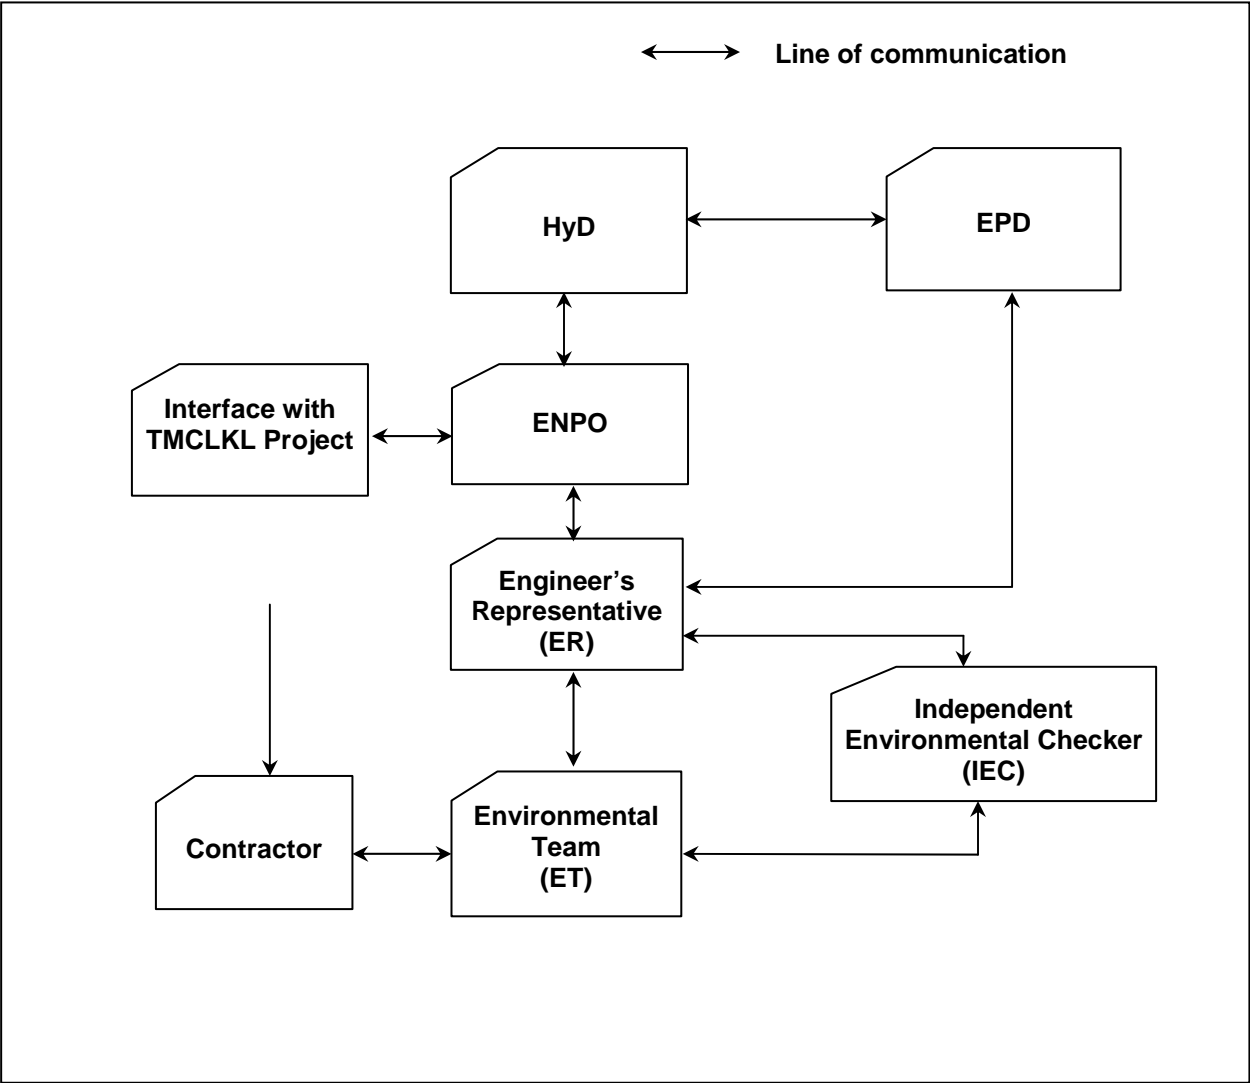 Line of communication
HyD
EPD
Interface with
TMCLKL Project
ENPO
Engineer’s
Representative
(ER)
Independent
Environmental Checker
(IEC)
Contractor
Environmental
Team
(ET)